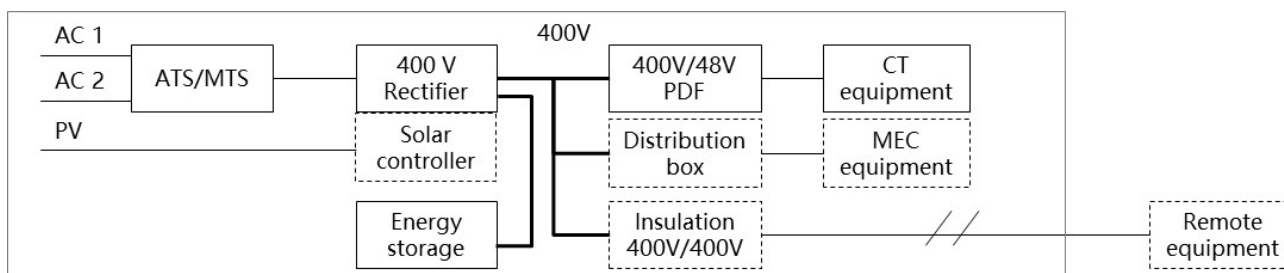 AC 1
AC 2
PV
ATS/MTS
400 V
Rectifier
Solar
controller
Energy
storage
400V
400V/48V
PDF
Distribution
box
Insulation
400V/400V
CT
equipment
MEC
equipment
Remote
equipment